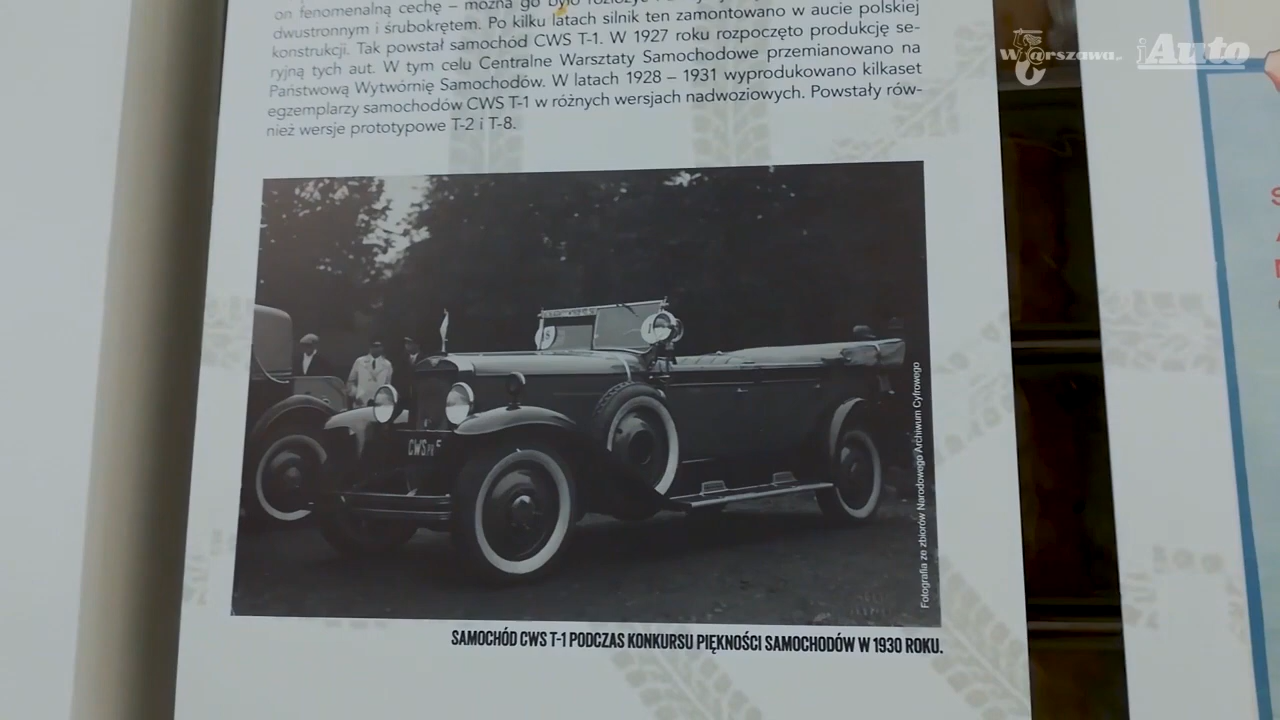 on fenomenalną cechę – można go było
dwustronnym i śrubokrętem. Po kilku latach silnik ten zamontowano w aucie polskiej
konstrukcji. Tak powstał samochód CWS T-1. W 1927 roku rozpoczęto produkcję se-
ryjną tych aut. W tym celu Centralne Warsztaty Samochodowe przemianowano na
Państwową Wytwórnię Samochodów. W latach 1928 – 1931 wyprodukowano kilkaset
egzemplarzy samochodów CWS T-1 w różnych wersjach nadwoziowych. Powstały rów-
nież wersje prototypowe T-2 i T-8.
CWS
Fotografia ze zbiorów Narodowego Archiwum Cyfrowego
SAMOCHÓD CWS T-1 PODCZAS KONKURSU PIĘKNOŚCI SAMOCHODÓW W 1930 ROKU.
Warszawa.
iAuto